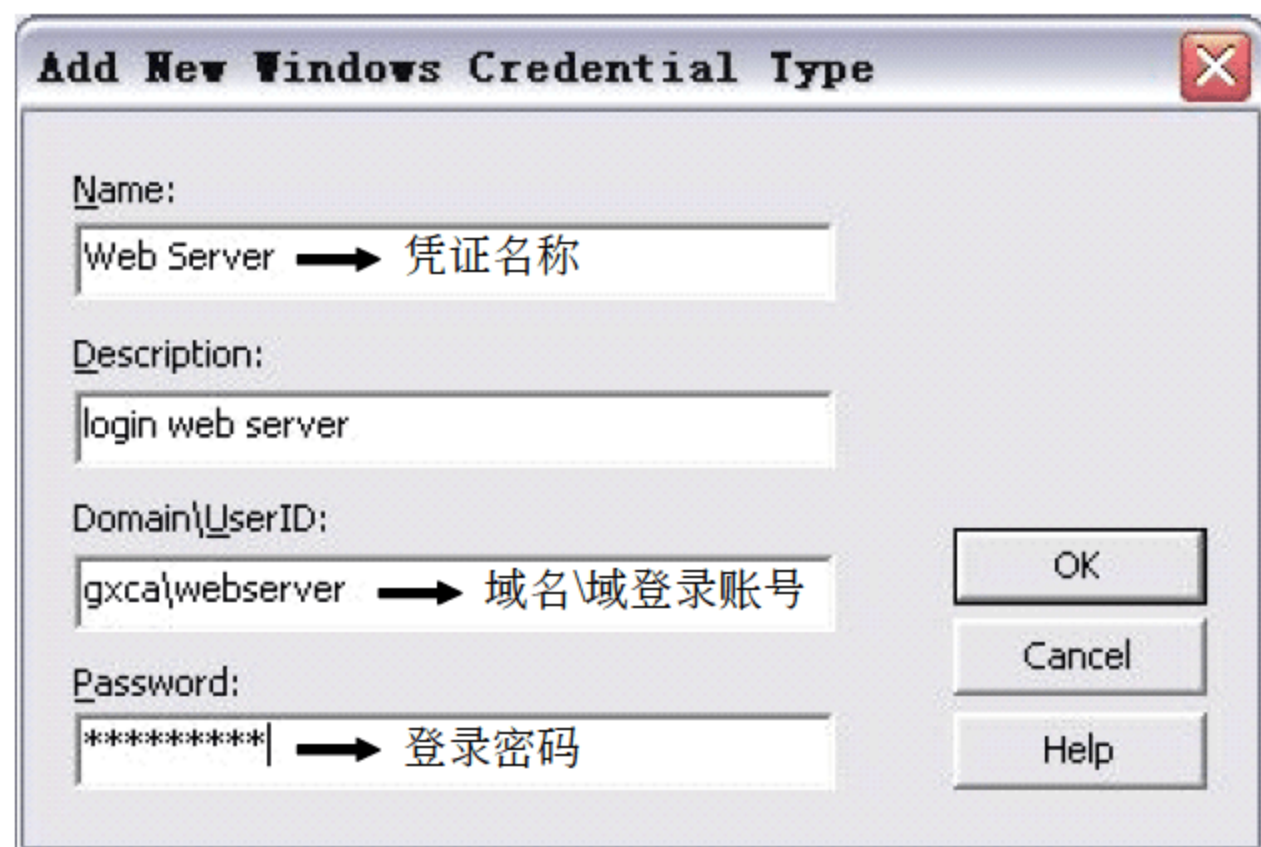 Add New Windows Credential Type
Name:
Web Server 凭证名称
Description:
login web server
Domain\UserID:
gxca\webserver 域名\域登录账号
OK
Cancel
Password:
********* 登录密码
Help